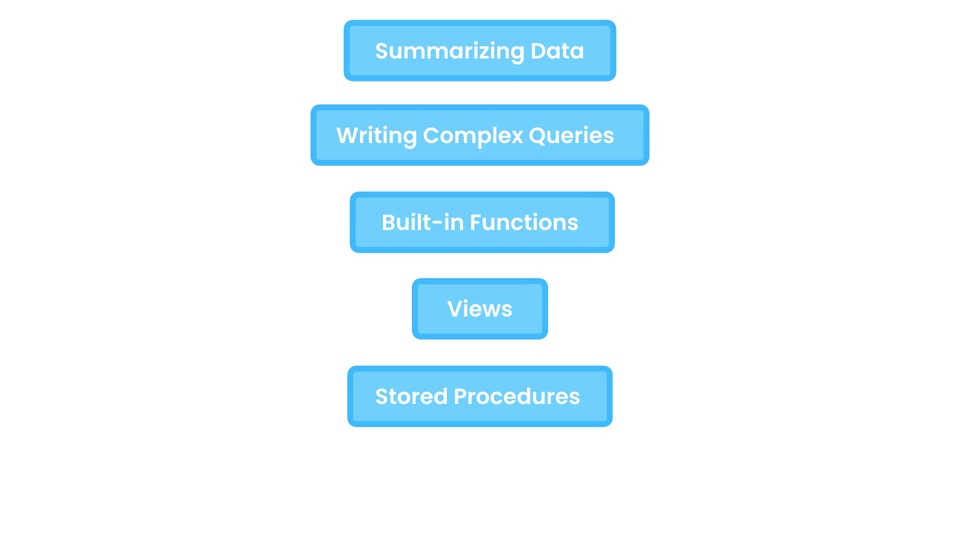 Summarizing Data
Writing Complex Queries
Built-in Functions
Views
Stored Procedures